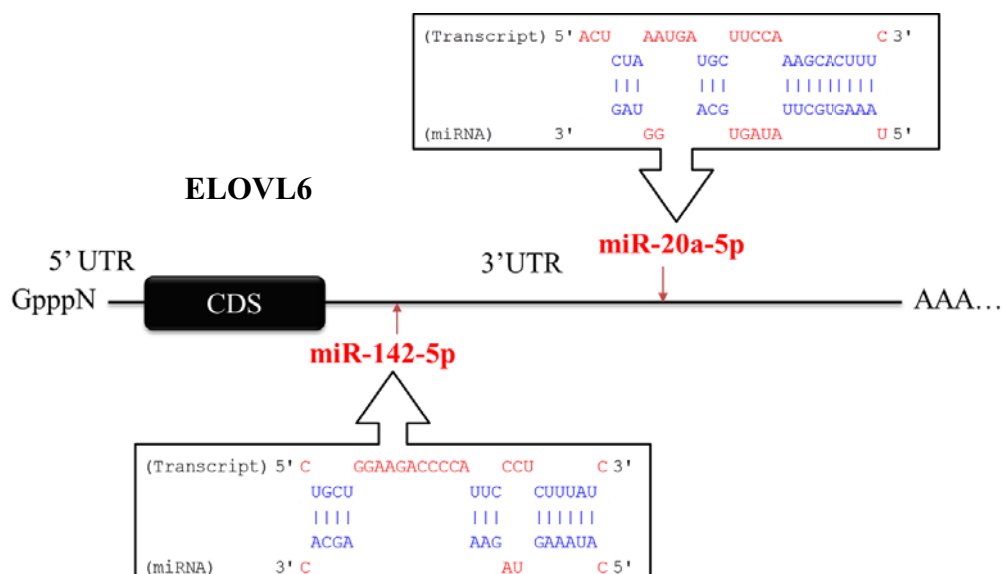 (Transcript) 5' ACU AAUGA UUCCA C 3'
CUA UGC AAGCACUUU
||| ||| |||||||||
GAU ACG UUCGUGAAA
(miRNA) 3' GG UGAUA U 5'
ELOVL6
miR-20a-5p
5' UTR 3'UTR
GpppN CDS AAA...
miR-142-5p
(Transcript) 5' C GGAAGACCCCA CCU C 3'
UGCU UUC CUUUAU
|||| ||| ||||||
ACGA AAG GAAAUA
(miRNA) 3' C AU C 5'